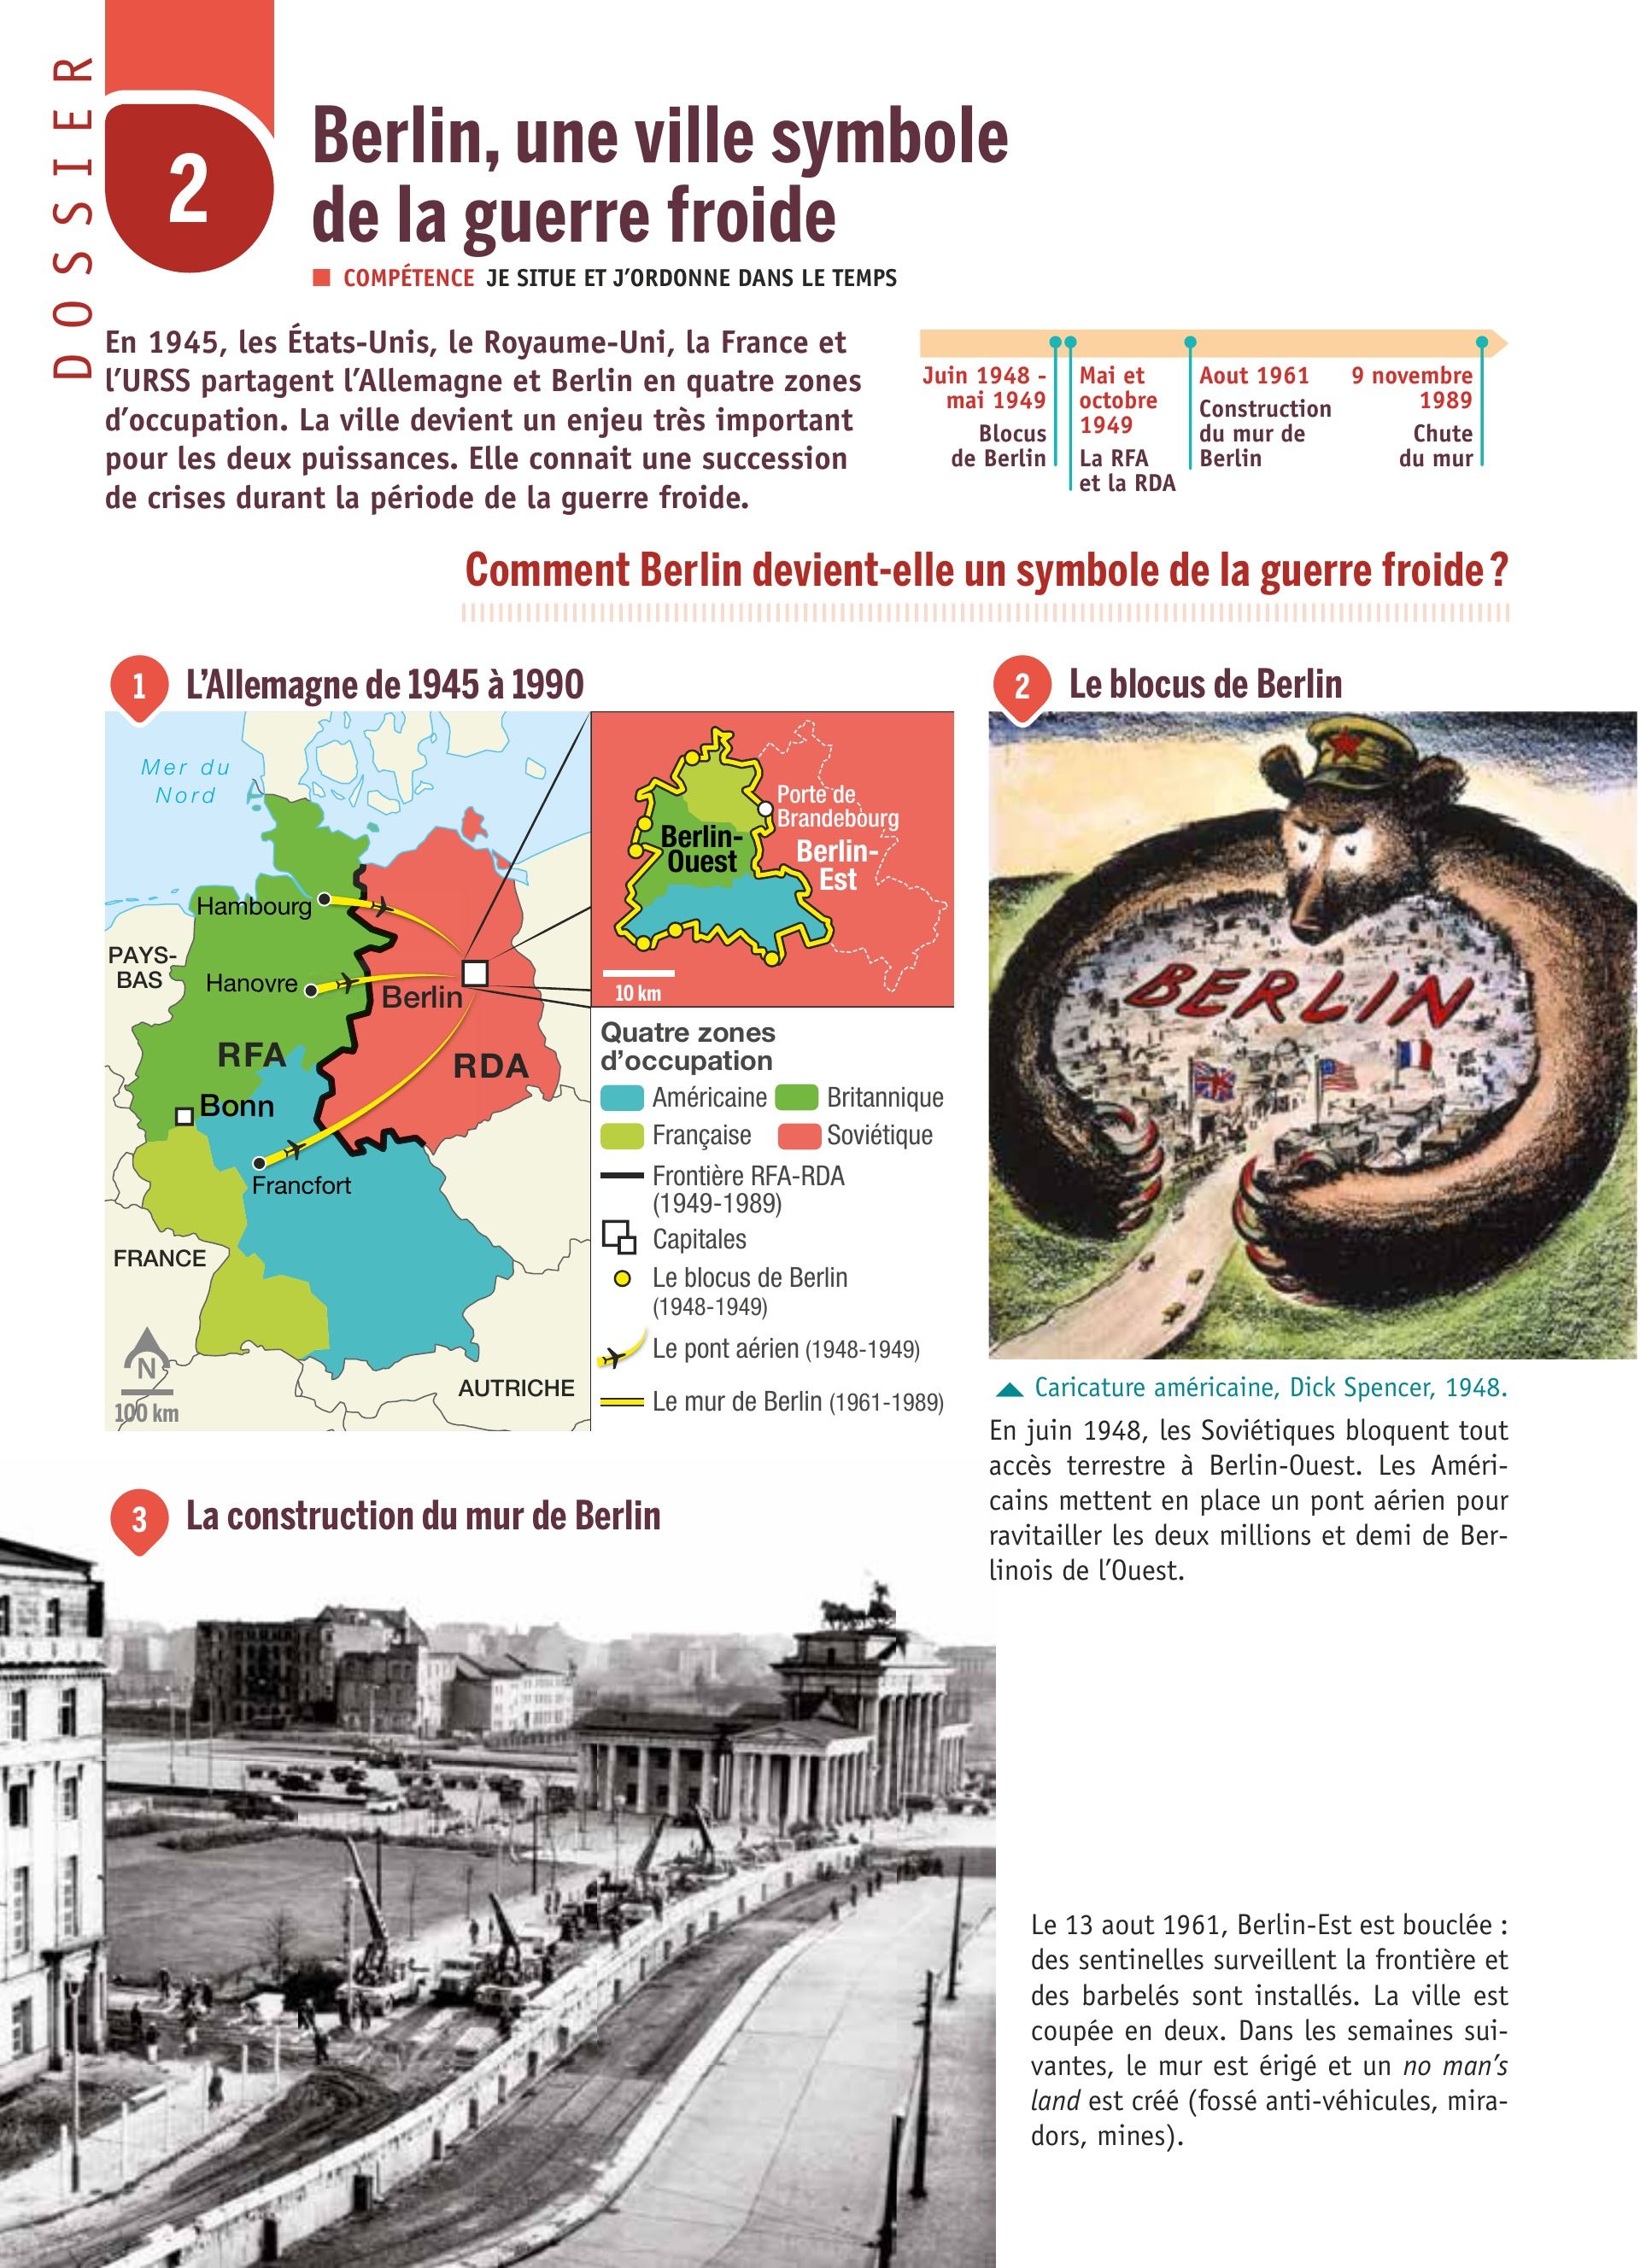 DOSSIER
2
Berlin, une ville symbole
de la guerre froide
COMPÉTENCE JE SITUE ET J'ORDONNE DANS LE TEMPS
En 1945, les États-Unis, le Royaume-Uni, la France et
l'URSS partagent l'Allemagne et Berlin en quatre zones
d'occupation. La ville devient un enjeu très important
pour les deux puissances. Elle connait une succession
de crises durant la période de la guerre froide.
Juin 1948 -
mai 1949
Blocus
de Berlin
Mai et
octobre
1949
La RFA
et la RDA
Aout 1961
Construction
du mur de
Berlin
9 novembre
1989
Chute
du mur
Comment Berlin devient-elle un symbole de la guerre froide ?
1 L'Allemagne de 1945 à 1990
Mer du
Nord
Hambourg
PAYS-
BAS
Hanovre
Berlin
RFA
RDA
Bonn
Francfort
FRANCE
N
100 km
AUTRICHE
Porte de
Brandebourg
Berlin-
Ouest
Berlin-
Est
10 km
Quatre zones
d'occupation
Américaine
Britannique
Française
Soviétique
Frontière RFA-RDA
(1949-1989)
Capitales
Le blocus de Berlin
(1948-1949)
Le pont aérien (1948-1949)
Le mur de Berlin (1961-1989)
2 Le blocus de Berlin
BERLIN
Caricature américaine, Dick Spencer, 1948.
En juin 1948, les Soviétiques bloquent tout
accès terrestre à Berlin-Ouest. Les Améri-
cains mettent en place un pont aérien pour
ravitailler les deux millions et demi de Ber-
linois de l'Ouest.
3 La construction du mur de Berlin
Le 13 aout 1961, Berlin-Est est bouclée :
des sentinelles surveillent la frontière et
des barbelés sont installés. La ville est
coupée en deux. Dans les semaines sui-
vantes, le mur est érigé et un no man's
land est créé (fossé anti-véhicules, mira-
dors, mines).